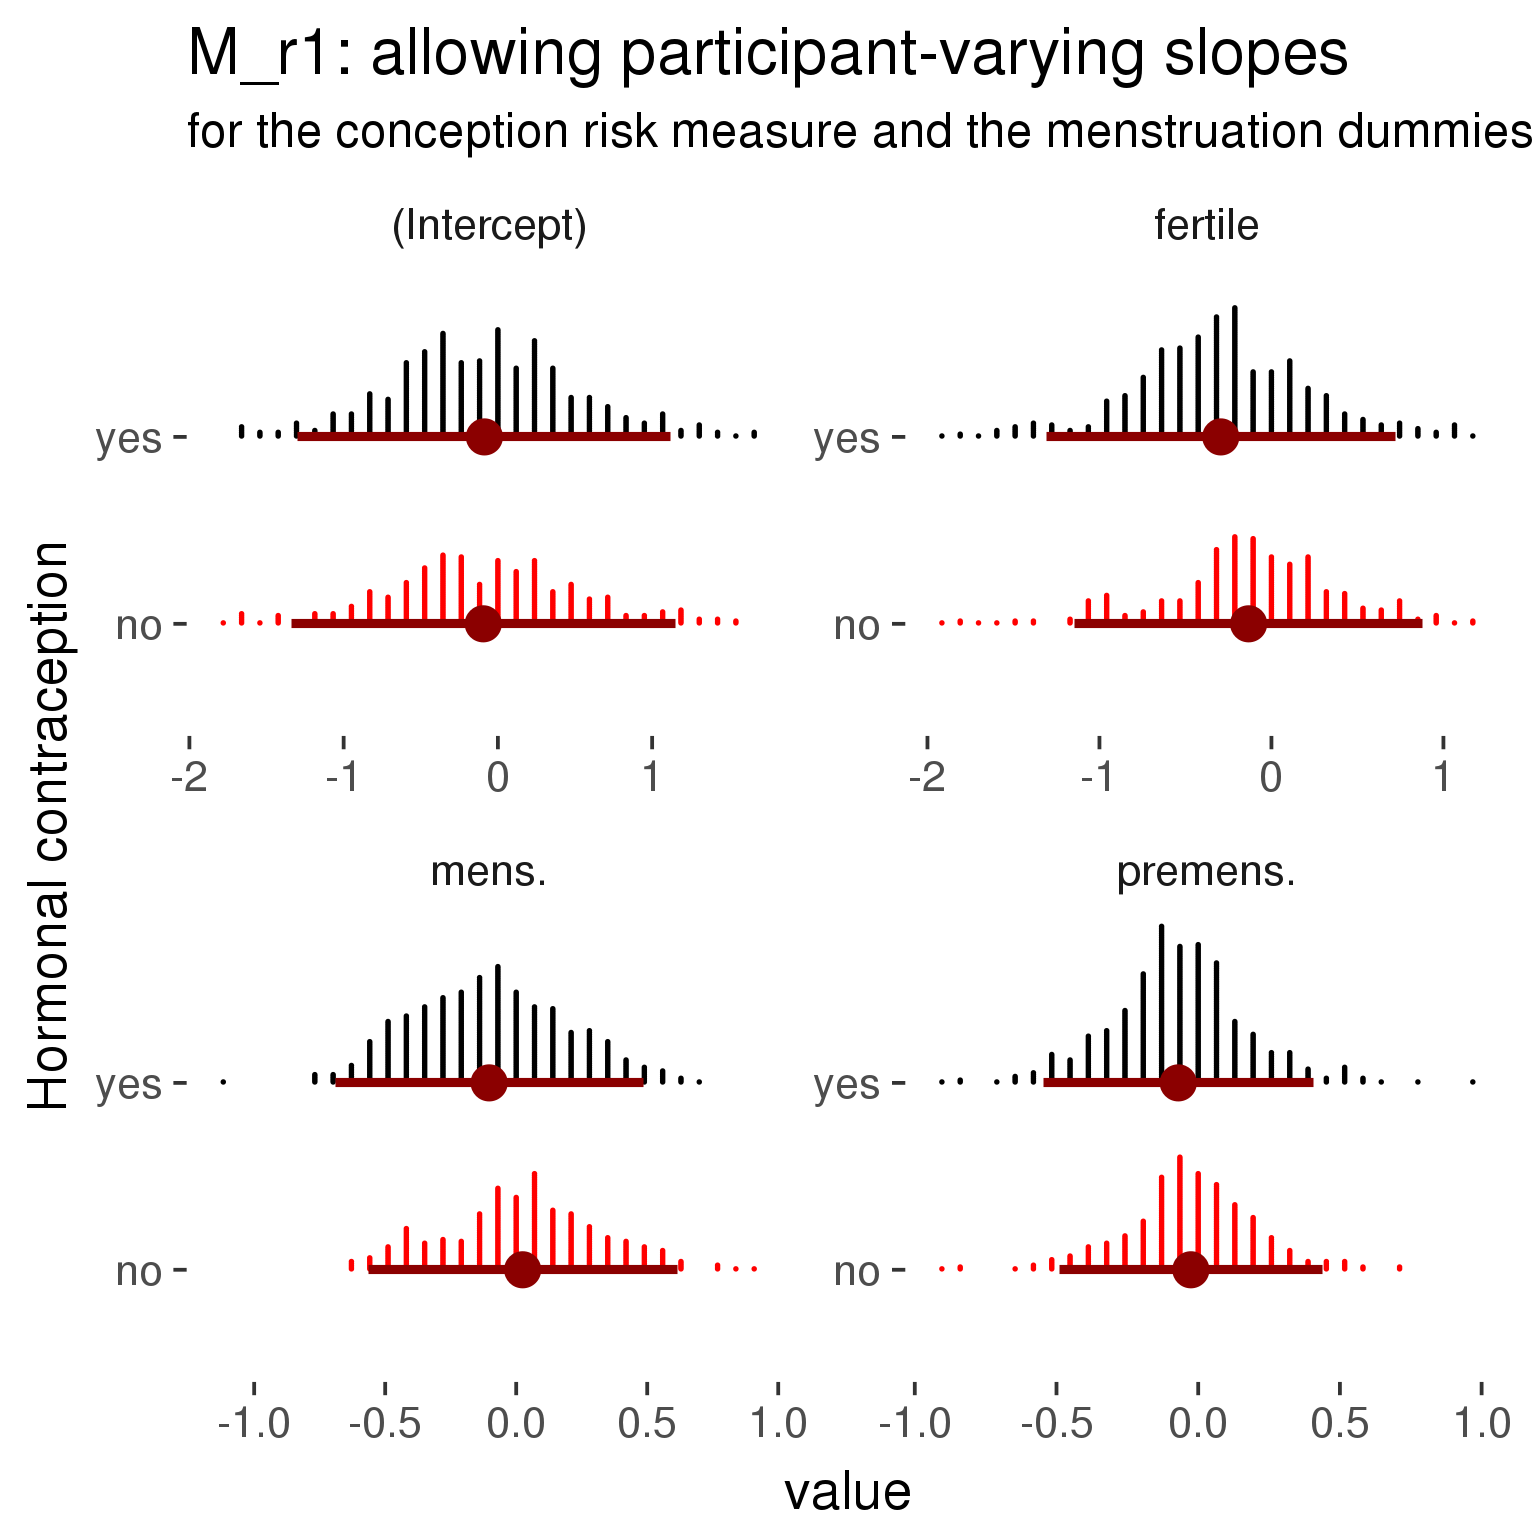 M_r1: allowing participant-varying slopes
for the conception risk measure and the menstruation dummies
(Intercept)
fertile
yes
yes
no
no
-2 -1 0 1
-2 -1 0 1
Hormonal contraception
mens.
premens.
yes
yes
no
no
-1.0 -0.5 0.0 0.5 1.0
-1.0 -0.5 0.0 0.5 1.0
value